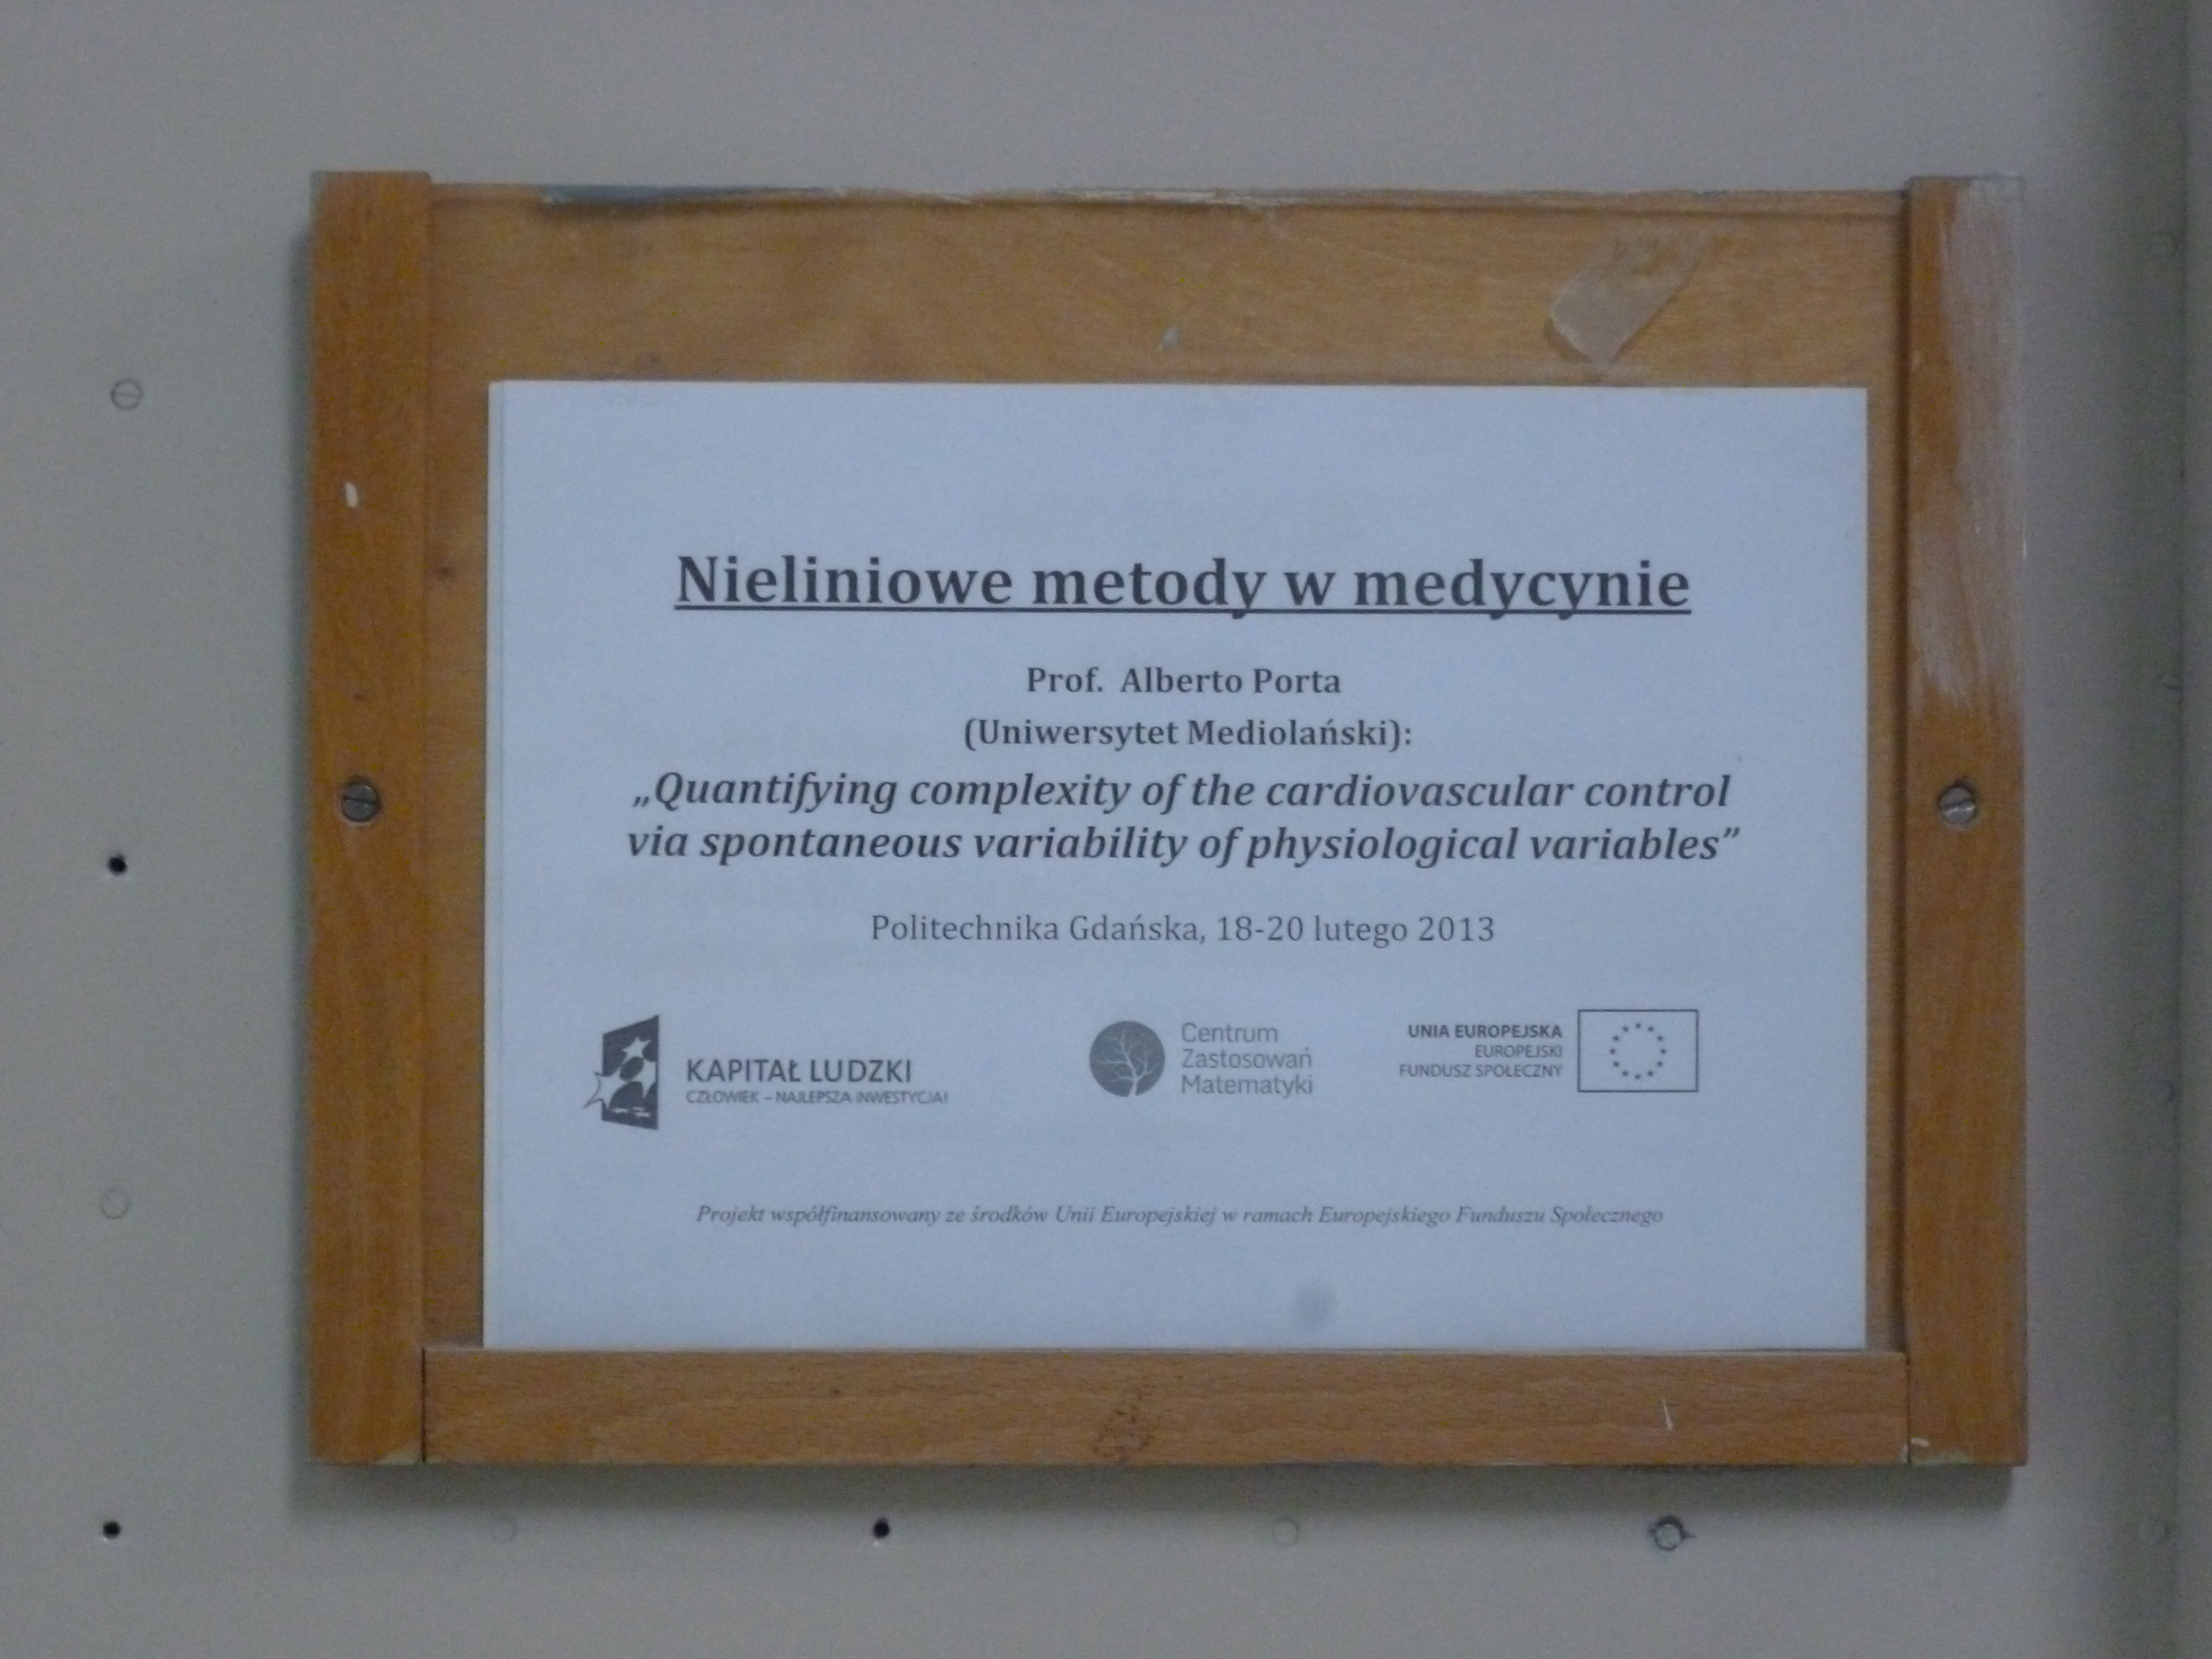 Nieliniowe metody w medycynie
Prof. Alberto Porta
(Uniwersytet Mediolański):
„Quantifying complexity of the cardiovascular control
via spontaneous variability of physiological variables”
Politechnika Gdańska, 18-20 lutego 2013
KAPITAŁ LUDZKI
CZŁOWIEK – NAJLEPSZA INWESTYCJA!
Centrum
Zastosowań
Matematyki
UNIA EUROPEJSKA
EUROPEJSKI
FUNDUSZ SPOŁECZNY
Projekt współfinansowany ze środków Unii Europejskiej w ramach Europejskiego Funduszu Społecznego